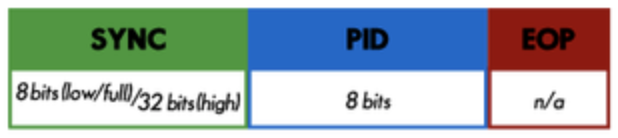 SYNC PID EOP
8 bits (low/full)/32 bits (high) 8 bits n/a